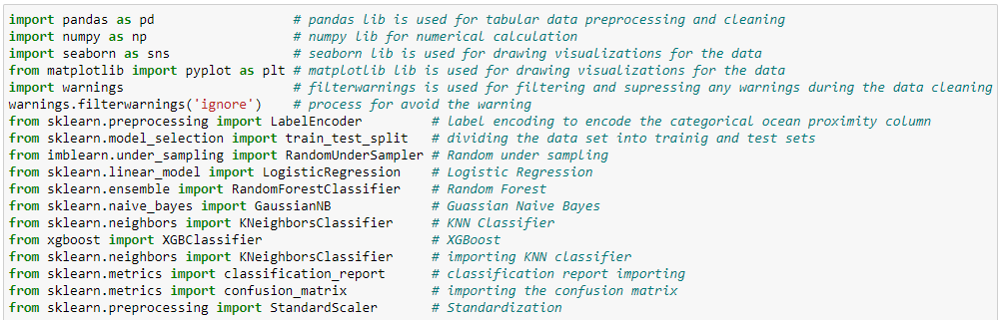 import pandas as pd # pandas lib is used for tabular data preprocessing and cleaning
import numpy as np # numpy lib for numerical calculation
import seaborn as sns # seaborn lib is used for drawing visualizations for the data
from matplotlib import pyplot as plt # matplotlib lib is used for drawing visualizations for the data
import warnings # filterwarnings is used for filtering and supressing any warnings during the data cleaning
warnings.filterwarnings('ignore') # process for avoid the warning
from sklearn.preprocessing import LabelEncoder # label encoding to encode the categorical ocean proximity column
from sklearn.model_selection import train_test_split # dividing the data set into trainig and test sets
from imblearn.under_sampling import RandomUnderSampler # Random under sampling
from sklearn.linear_model import LogisticRegression # Logistic Regression
from sklearn.ensemble import RandomForestClassifier # Random Forest
from sklearn.naive_bayes import GaussianNB # Guassian Naive Bayes
from sklearn.neighbors import KNeighborsClassifier # KNN Classifier
from xgboost import XGBClassifier # XGBoost
from sklearn.neighbors import KNeighborsClassifier # importing KNN classifier
from sklearn.metrics import classification_report # classification report importing
from sklearn.metrics import confusion_matrix # importing the confusion matrix
from sklearn.preprocessing import StandardScaler # Standardization